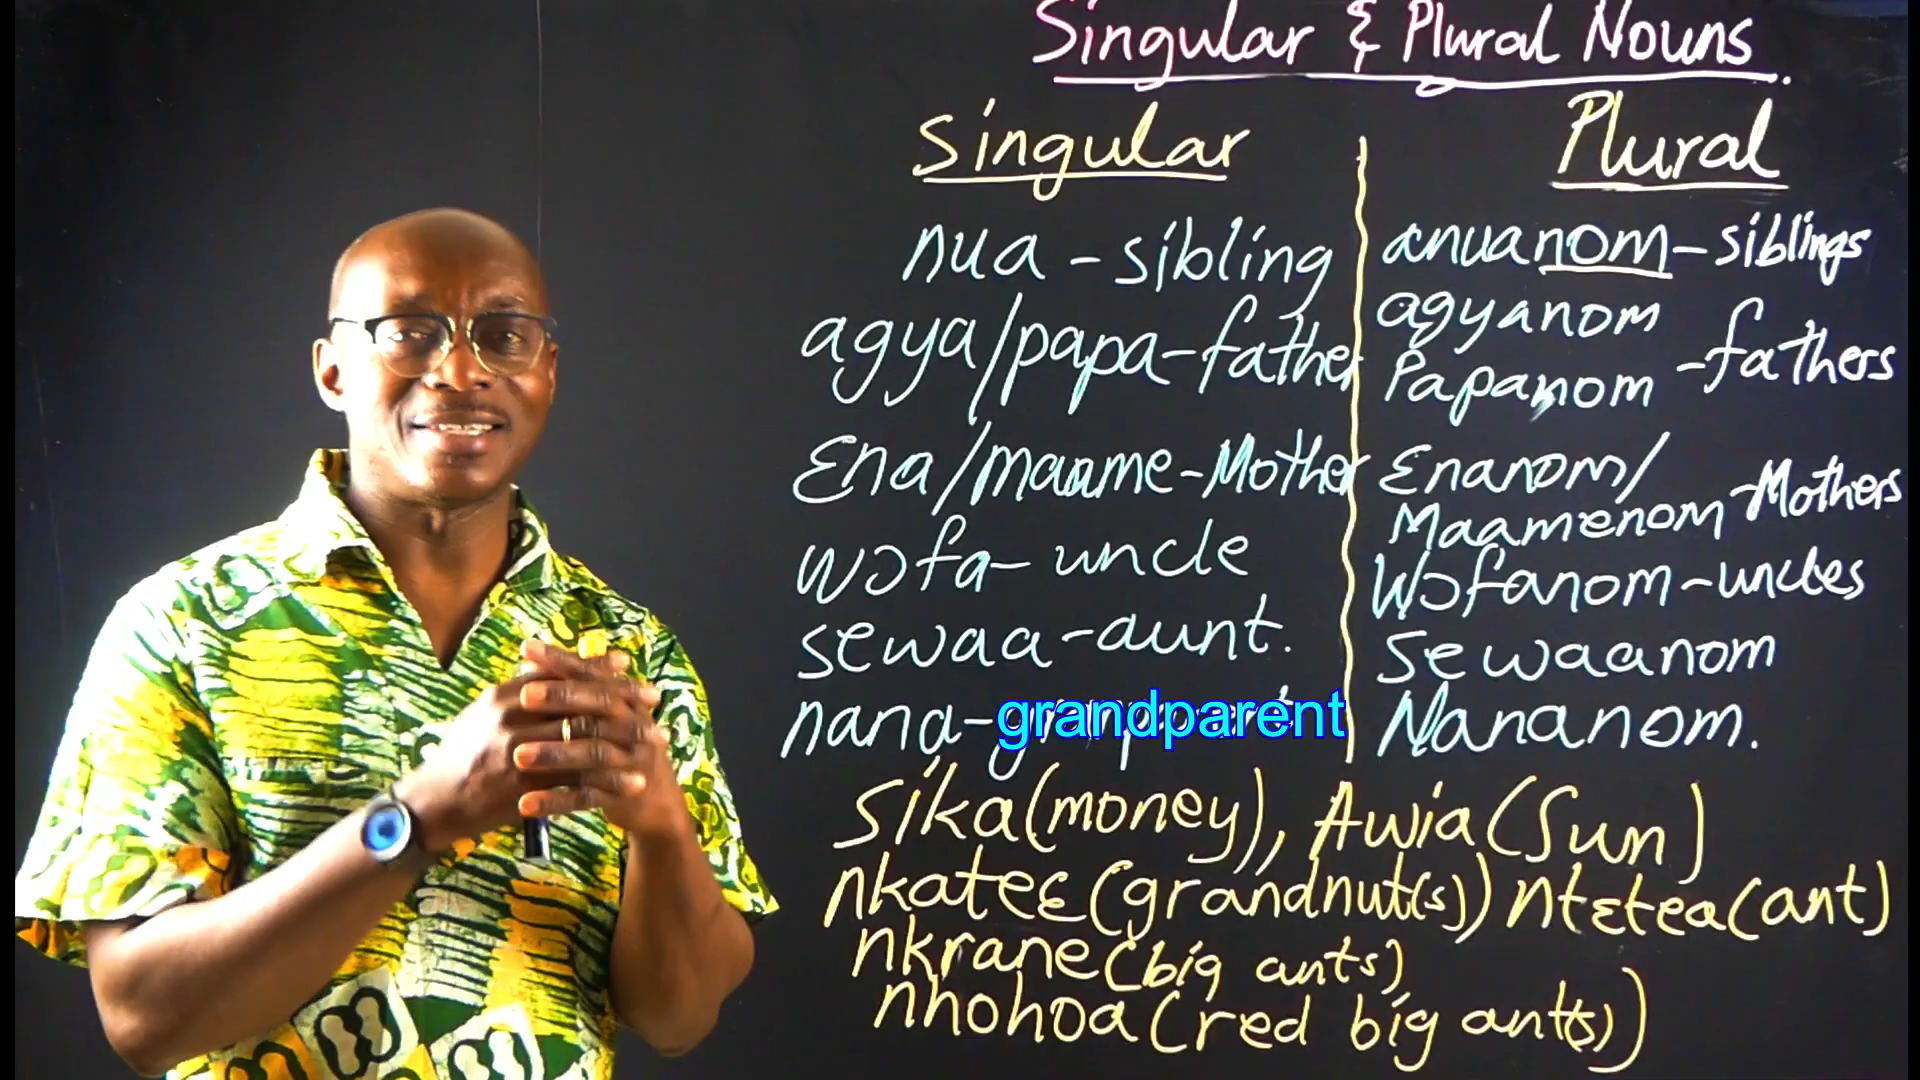 Singular & Plural Nouns.
Singular
Plural
nua - sibling
anuanom - siblings
agya/papa - father
agyanom
Papanom - fathers
Ɛna/maame - Mother
Ɛnanom/
Maamenom - Mothers
Wɔfa - uncle
Wɔfanom - uncles
sewaa - aunt.
Sewaanom
nana - grandparent
Nananom.
Sika (money), Awia (Sun)
nkateɛ (grandnut(s)) ntɛtea (ant)
nkrane (big ants)
nhohoa (red big ant(s))